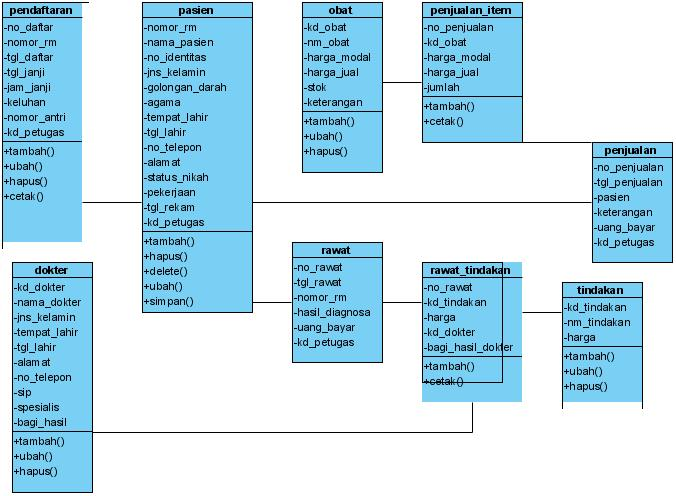 pendaftaran
-no_daftar
-nomor_rm
-tgl_daftar
-tgl_janji
-jam_janji
-keluhan
-nomor_antri
-kd_petugas
+tambah()
+ubah()
+hapus()
+cetak()
pasien
-nomor_rm
-nama_pasien
-no_identitas
-jns_kelamin
-golongan_darah
-agama
-tempat_lahir
-tgl_lahir
-no_telepon
-alamat
-status_nikah
-pekerjaan
-tgl_rekam
-kd_petugas
+tambah()
+hapus()
+delete()
+ubah()
+simpan()
obat
-kd_obat
-nm_obat
-harga_modal
-harga_jual
-stok
-keterangan
+tambah()
+ubah()
+hapus()
penjualan_item
-no_penjualan
-kd_obat
-harga_modal
-harga_jual
-jumlah
+tambah()
+cetak()
penjualan
-no_penjualan
-tgl_penjualan
-pasien
-keterangan
-uang_bayar
-kd_petugas
dokter
-kd_dokter
-nama_dokter
-jns_kelamin
-tempat_lahir
-tgl_lahir
-alamat
-no_telepon
-sip
-spesialis
-bagi_hasil
+tambah()
+ubah()
+hapus()
rawat
-no_rawat
-tgl_rawat
-nomor_rm
-hasil_diagnosa
-uang_bayar
-kd_petugas
rawat_tindakan
-no_rawat
-kd_tindakan
-harga
-kd_dokter
-bagi_hasil_dokter
+tambah()
+cetak()
tindakan
-kd_tindakan
-nm_tindakan
-harga
+tambah()
+ubah()
+hapus()